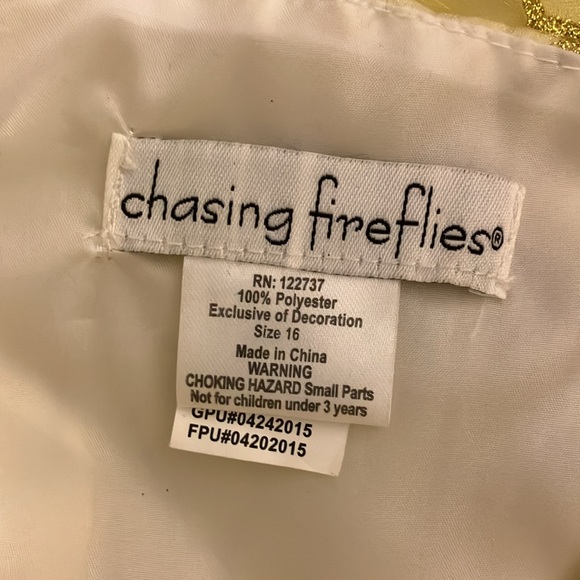 chasing fireflies®
RN: 122737
100% Polyester
Exclusive of Decoration
Size 16
Made in China
WARNING
CHOKING HAZARD Small Parts
Not for children under 3 years
GPU#04242015
FPU#04202015